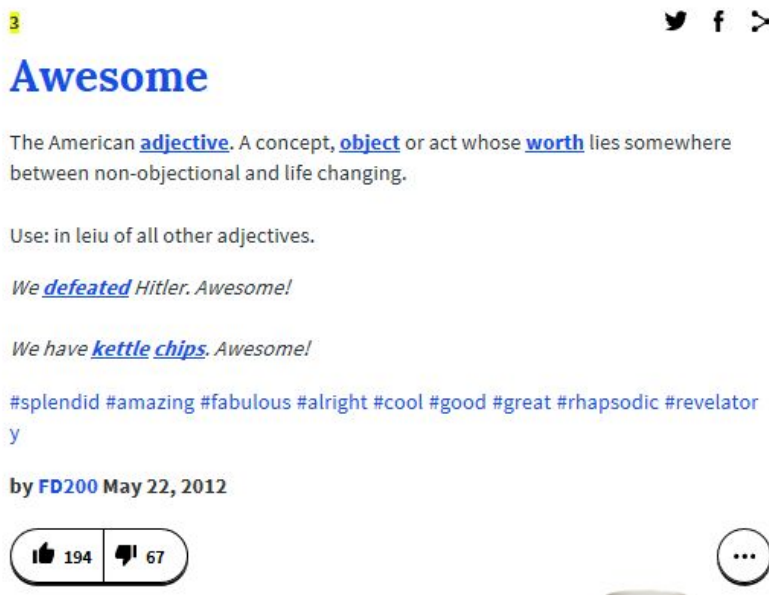 3
Awesome
The American adjective. A concept, object or act whose worth lies somewhere
between non-objectional and life changing.
Use: in leiu of all other adjectives.
We defeated Hitler. Awesome!
We have kettle chips. Awesome!
#splendid #amazing #fabulous #alright #cool #good #great #rhapsodic #revelator
y
by FD200 May 22, 2012
194 67